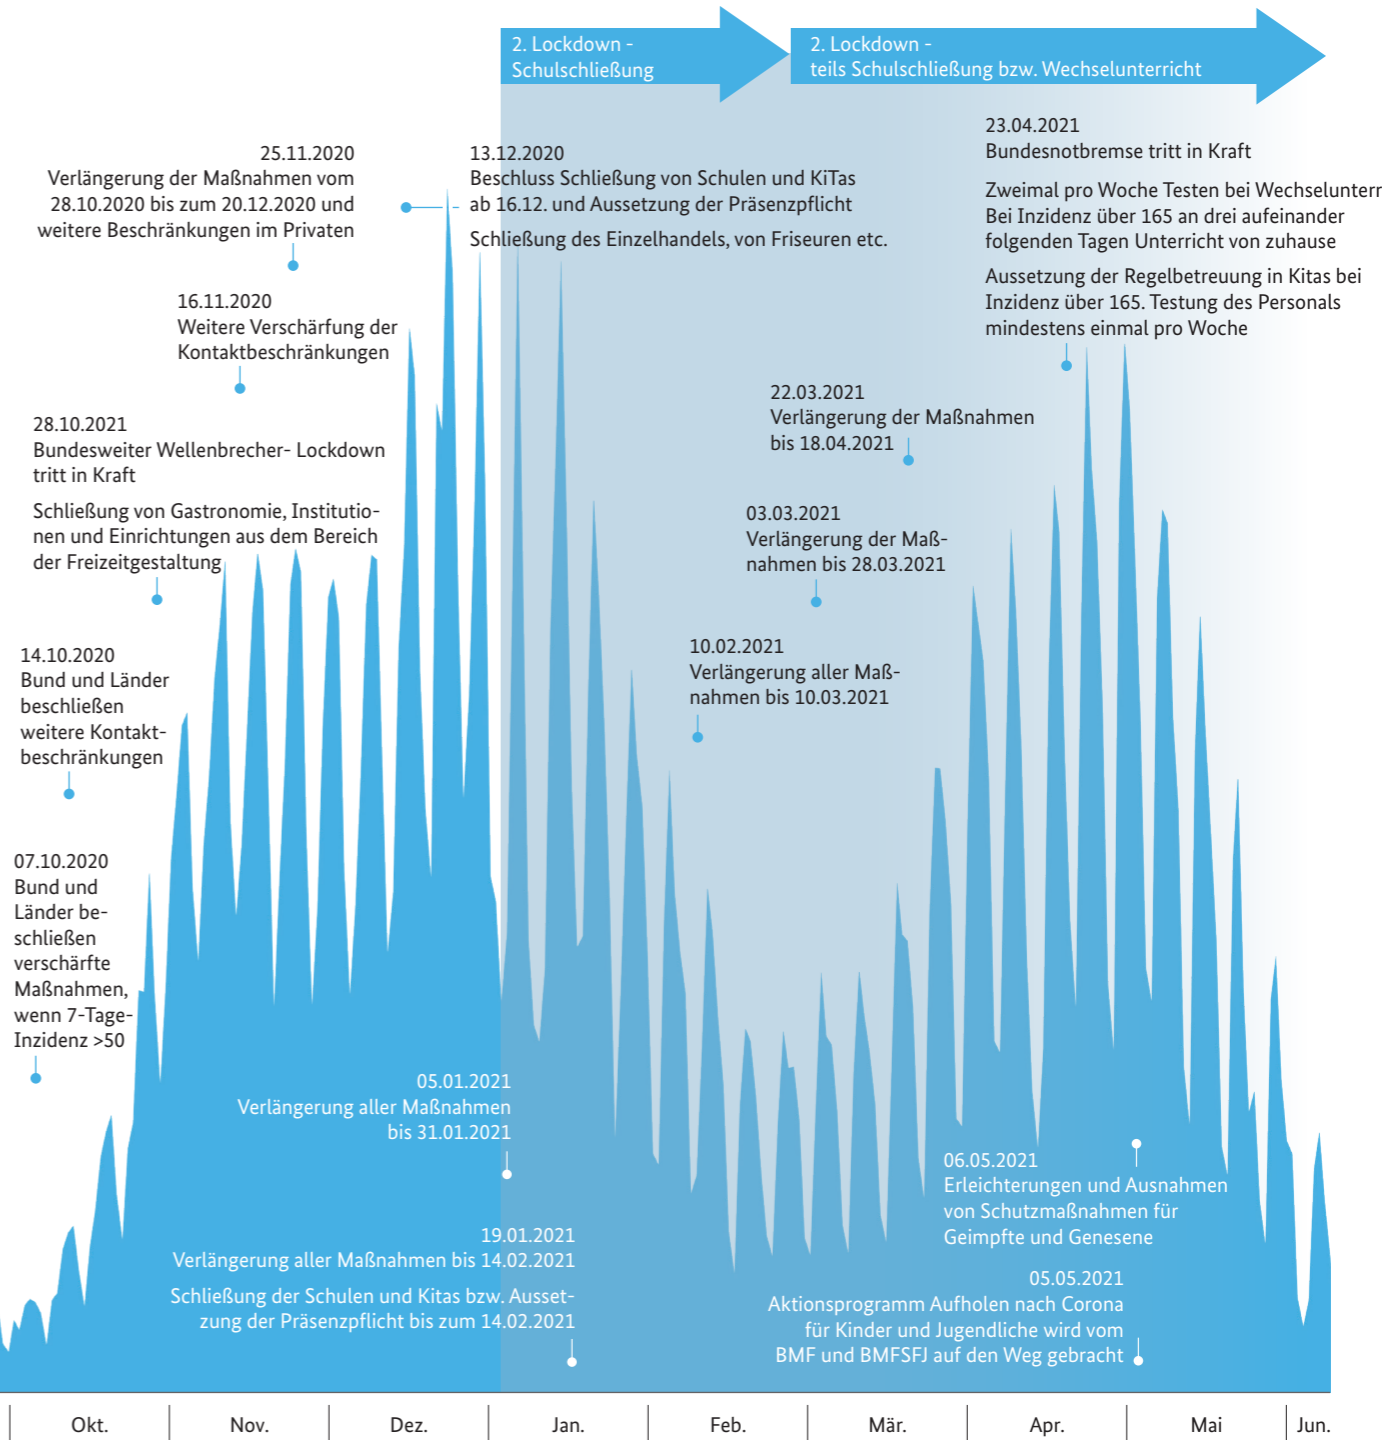 2. Lockdown -
Schulschließung
2. Lockdown -
teils Schulschließung bzw. Wechselunterricht
25.11.2020
Verlängerung der Maßnahmen vom
28.10.2020 bis zum 20.12.2020 und
weitere Beschränkungen im Privaten
13.12.2020
Beschluss Schließung von Schulen und KiTas
ab 16.12. und Aussetzung der Präsenzpflicht
Schließung des Einzelhandels, von Friseuren etc.
23.04.2021
Bundesnotbremse tritt in Kraft
Zweimal pro Woche Testen bei Wechselunterr
Bei Inzidenz über 165 an drei aufeinander
folgenden Tagen Unterricht von zuhause
Aussetzung der Regelbetreuung in Kitas bei
Inzidenz über 165. Testung des Personals
mindestens einmal pro Woche
16.11.2020
Weitere Verschärfung der
Kontaktbeschränkungen
28.10.2021
Bundesweiter Wellenbrecher- Lockdown
tritt in Kraft
Schließung von Gastronomie, Institutio-
nen und Einrichtungen aus dem Bereich
der Freizeitgestaltung
22.03.2021
Verlängerung der Maßnahmen
bis 18.04.2021
03.03.2021
Verlängerung der Maß-
nahmen bis 28.03.2021
10.02.2021
Verlängerung aller Maß-
nahmen bis 10.03.2021
14.10.2020
Bund und Länder
beschließen
weitere Kontakt-
beschränkungen
07.10.2020
Bund und
Länder be-
schließen
verschärfte
Maßnahmen,
wenn 7-Tage-
Inzidenz >50
05.01.2021
Verlängerung aller Maßnahmen
bis 31.01.2021
19.01.2021
Verlängerung aller Maßnahmen bis 14.02.2021
Schließung der Schulen und Kitas bzw. Ausset-
zung der Präsenzpflicht bis zum 14.02.2021
06.05.2021
Erleichterungen und Ausnahmen
von Schutzmaßnahmen für
Geimpfte und Genesene
05.05.2021
Aktionsprogramm Aufholen nach Corona
für Kinder und Jugendliche wird vom
BMF und BMFSFJ auf den Weg gebracht
Okt. Nov. Dez. Jan. Feb. Mär. Apr. Mai Jun.